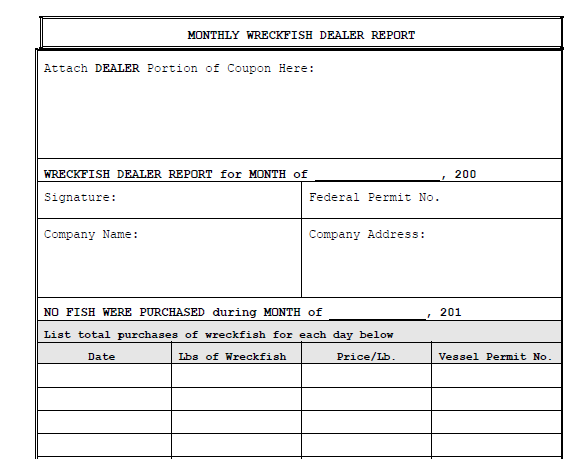 MONTHLY WRECKFISH DEALER REPORT
Attach DEALER Portion of Coupon Here:
WRECKFISH DEALER REPORT for MONTH of _________________, 200
Signature: Federal Permit No.
Company Name: Company Address:
NO FISH WERE PURCHASED during MONTH of _____________, 201
List total purchases of wreckfish for each day below
Date Lbs of Wreckfish Price/Lb. Vessel Permit No.